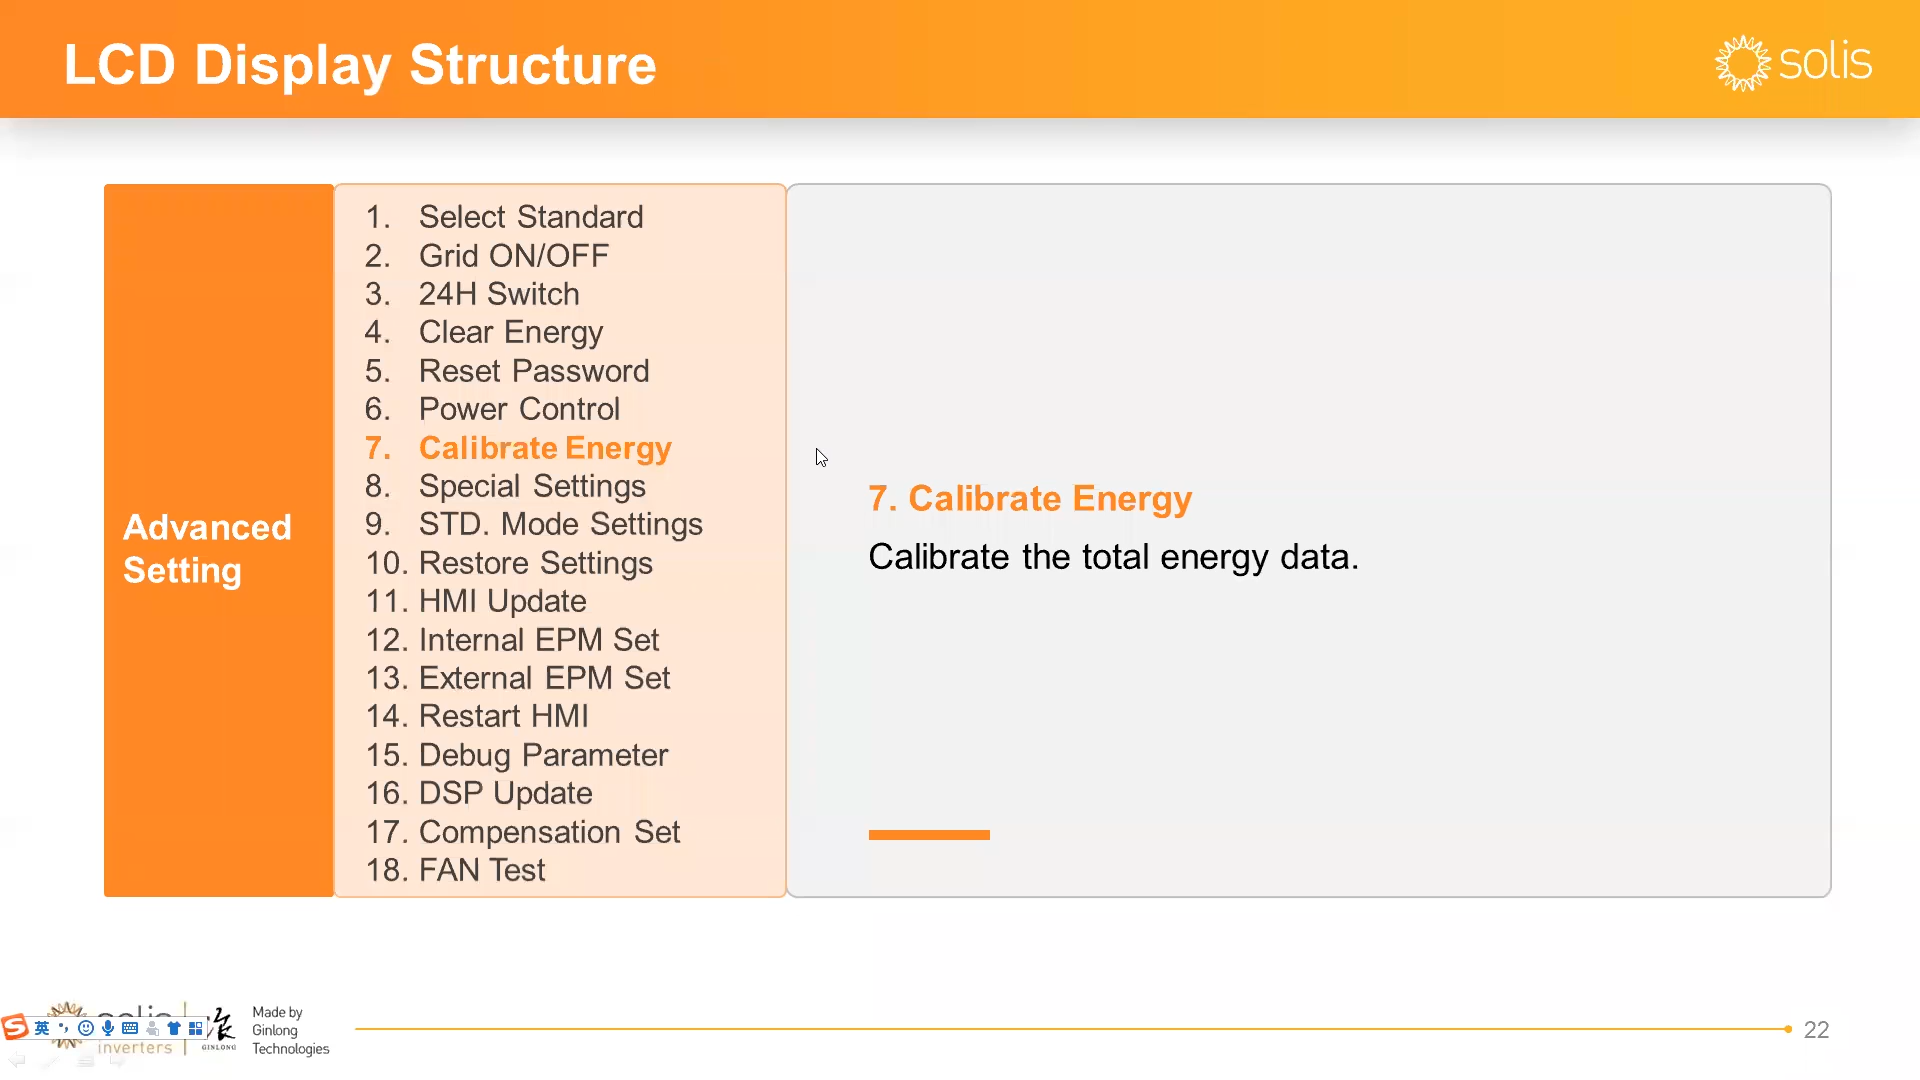 LCD Display Structure
solis
Advanced
Setting
1. Select Standard
2. Grid ON/OFF
3. 24H Switch
4. Clear Energy
5. Reset Password
6. Power Control
7. Calibrate Energy
8. Special Settings
9. STD. Mode Settings
10. Restore Settings
11. HMI Update
12. Internal EPM Set
13. External EPM Set
14. Restart HMI
15. Debug Parameter
16. DSP Update
17. Compensation Set
18. FAN Test
7. Calibrate Energy
Calibrate the total energy data.
英
inverters
GINLONG
Made by
Ginlong
Technologies
22